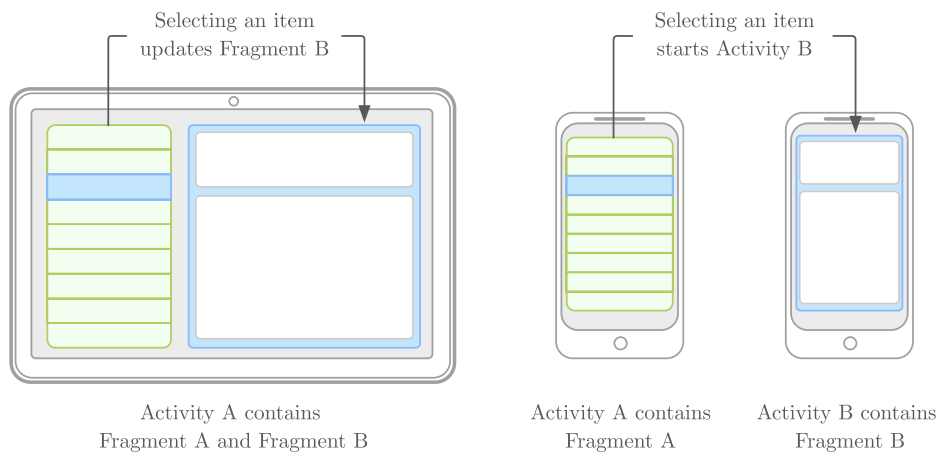 Selecting an item
updates Fragment B
Selecting an item
starts Activity B
Activity A contains
Fragment A and Fragment B
Activity A contains
Fragment A
Activity B contains
Fragment B